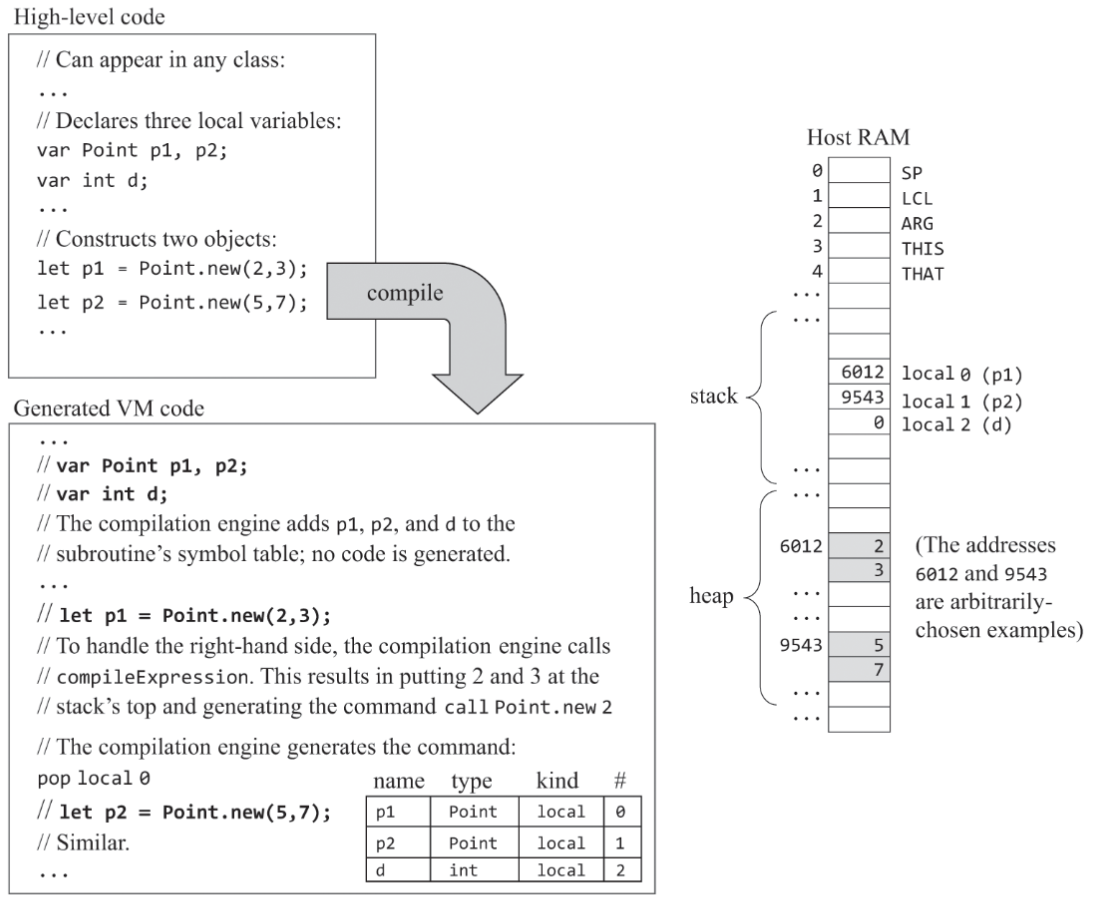 High-level code
// Can appear in any class:
...
// Declares three local variables:
var Point p1, p2;
var int d;
...
// Constructs two objects:
let p1 = Point.new(2,3);
let p2 = Point.new(5,7);
...
compile
Generated VM code
...
// var Point p1, p2;
// var int d;
// The compilation engine adds p1, p2, and d to the
// subroutine’s symbol table; no code is generated.
...
// let p1 = Point.new(2,3);
// To handle the right-hand side, the compilation engine calls
// compileExpression. This results in putting 2 and 3 at the
// stack’s top and generating the command call Point.new 2
// The compilation engine generates the command:
pop local 0
// let p2 = Point.new(5,7);
// Similar.
...
name type kind #
p1 Point local 0
p2 Point local 1
d int local 2
Host RAM
0 SP
1 LCL
2 ARG
3 THIS
4 THAT
...
...
stack
6012 local 0 (p1)
9543 local 1 (p2)
0 local 2 (d)
...
...
heap
6012 2
3
...
...
9543 5
7
...
...
(The addresses
6012 and 9543
are arbitrarily-
chosen examples)